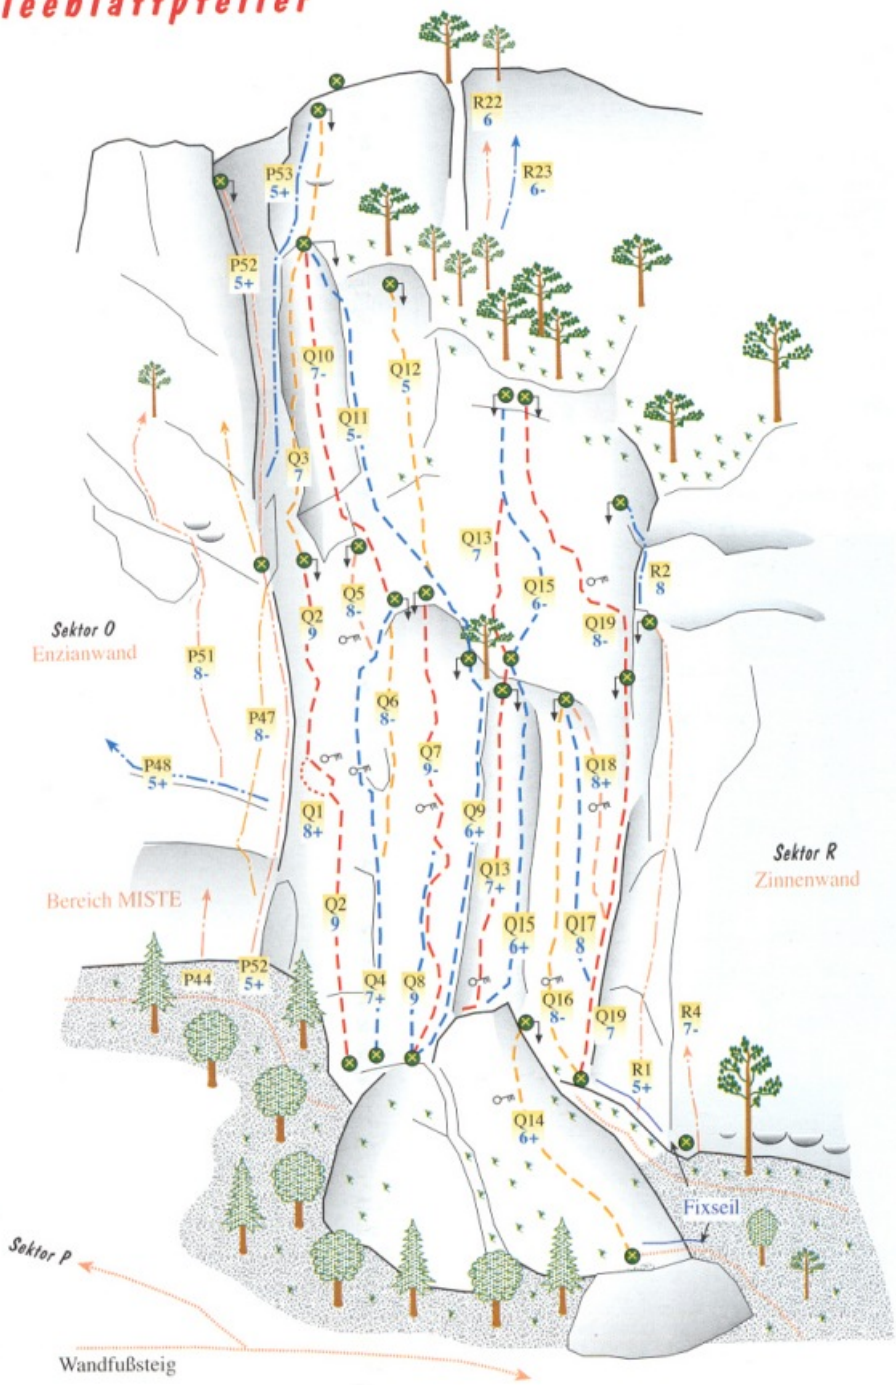 leeblattpfeiler
R22
6
P53
5+
R23
6-
P52
5+
Q10
7-
Q12
5
Q11
5-
Q3
7
Q13
7
Q15
6-
R2
8
Q5
8-
Q2
9
Q19
8-
Sektor O
Enzianwand
P51
8-
Q6
8-
P47
8-
Q7
9-
Q18
8+
P48
5+
Q1
8+
Q9
6+
Sektor R
Zinnenwand
Q13
7+
Bereich MISTE
Q2
9
Q15
6+
Q17
8
P44
P52
5+
Q4
7+
Q8
9
Q16
8-
Q19
7
R4
7-
R1
5+
Q14
6+
Fixseil
Sektor P
Wandfußsteig